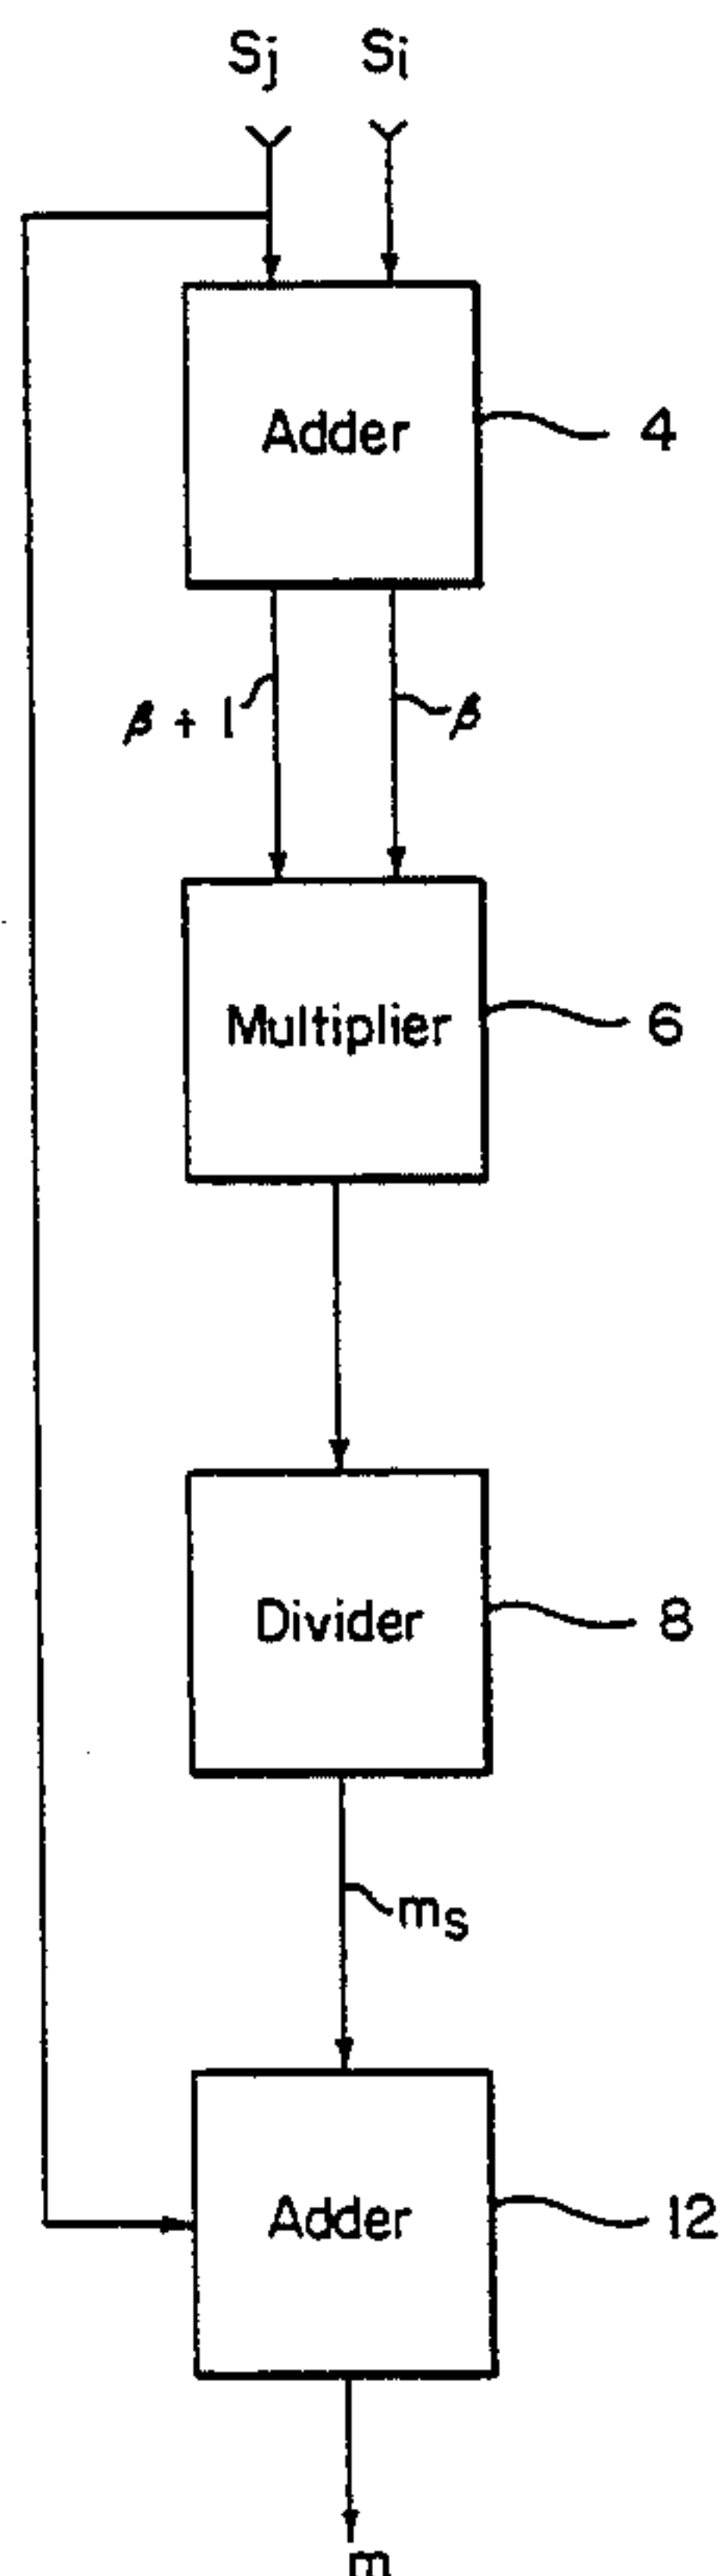 Sj Si
Adder 4
β + 1 β
Multiplier 6
Divider 8
ms
Adder 12
m